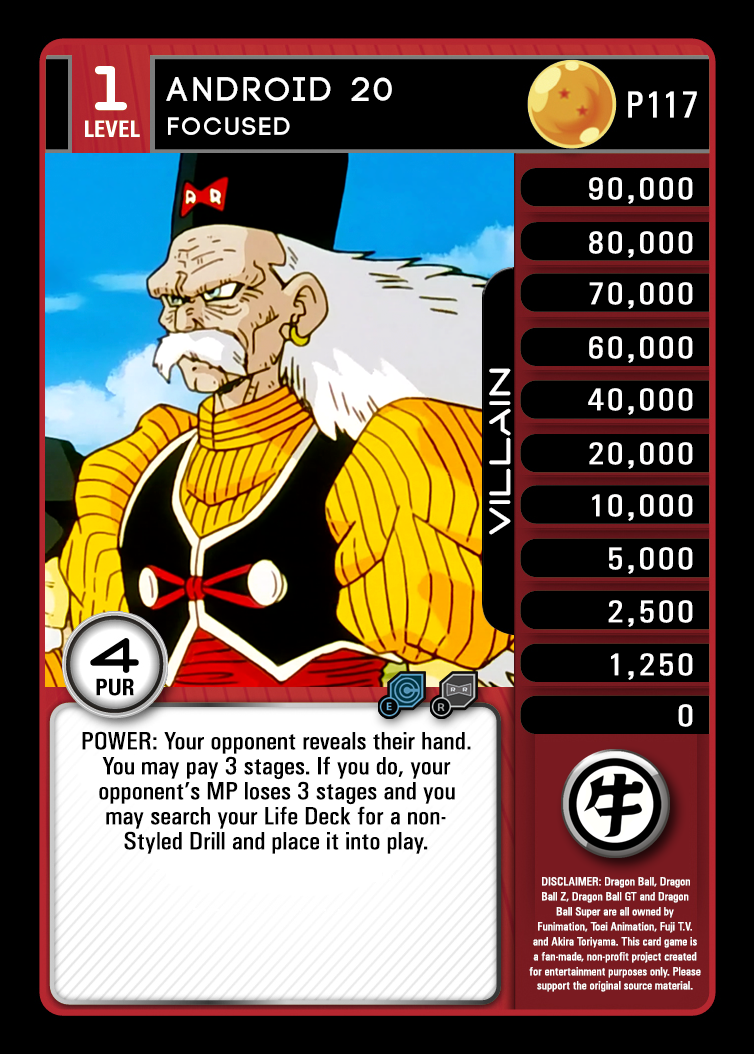 1
LEVEL
ANDROID 20
FOCUSED
P117
R R
90,000
80,000
70,000
60,000
40,000
20,000
10,000
5,000
2,500
1,250
0
VILLAIN
4
PUR
E
R
R R
POWER: Your opponent reveals their hand.
You may pay 3 stages. If you do, your
opponent's MP loses 3 stages and you
may search your Life Deck for a non-
Styled Drill and place it into play.
牛
DISCLAIMER: Dragon Ball, Dragon
Ball Z, Dragon Ball GT and Dragon
Ball Super are all owned by
Funimation, Toei Animation, Fuji T.V.
and Akira Toriyama. This card game is
a fan-made, non-profit project created
for entertainment purposes only. Please
support the original source material.